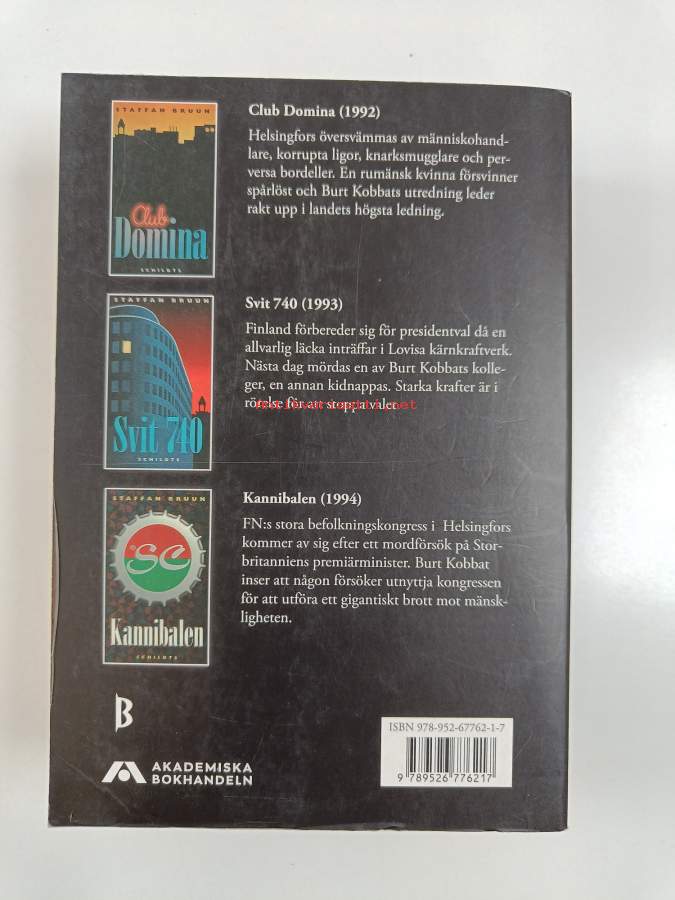 STAFFAN BRUUN
Club
Domina
SCHILDTS
Club Domina (1992)
Helsingfors översvämmas av människohand-
lare, korrupta ligor, knarksmugglare och per-
versa bordeller. En rumänsk kvinna försvinner
spårlöst och Burt Kobbats utredning leder
rakt upp i landets högsta ledning.
STAFFAN BRUUN
Svit 740
SCHILDTS
Svit 740 (1993)
Finland förbereder sig för presidentval då en
allvarlig läcka inträffar i Lovisa kärnkraftverk.
Nästa dag mördas en av Burt Kobbats kolle-
ger, en annan kidnappas. Starka krafter är i
rörelse för att stoppa valet.
STAFFAN BRUUN
SC
Kannibalen
SCHILDTS
Kannibalen (1994)
FN:s stora befolkningskongress i Helsingfors
kommer av sig efter ett mordförsök på Stor-
britanniens premiärminister. Burt Kobbat
inser att någon försöker utnyttja kongressen
för att utföra ett gigantiskt brott mot mänsk-
ligheten.
B
AKADEMISKA
BOKHANDELN
ISBN 978-952-67762-1-7
9 789526 776217